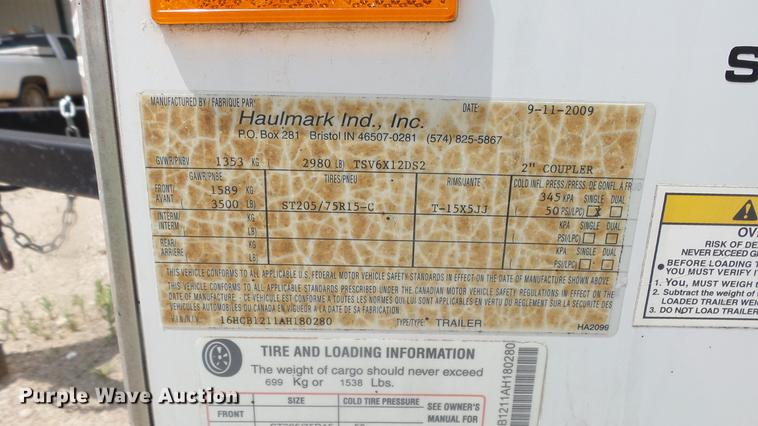 S
MANUFACTURED BY / FABRIQUE PAR
DATE: 9-11-2009
Haulmark Ind., Inc.
P.O. Box 281 Bristol IN 46507-0281 (574) 825-5867
GVWR/PNBV 1353 KG ( 2980 LB) TSV6X12DS2 2" COUPLER
GAWR/PNBE TIRES/PNEU RIMS/JANTE COLD INFL. PRESS./PRESS. DE GONFL. A FROID
FRONT/ AVANT 1589 KG 345 KPA SINGLE DUAL
( 3500 LB) ST205/75R15-C T-15X5JJ ( 50 PSI/LPC) X
INTERM/ INTERM KG KPA SINGLE DUAL
( LB) ( PSI/LPC)
REAR/ ARRIERE KG KPA SINGLE DUAL
( LB) ( PSI/LPC)
THIS VEHICLE CONFORMS TO ALL APPLICABLE U.S. FEDERAL MOTOR VEHICLE SAFETY STANDARDS IN EFFECT ON THE DATE OF MANUFACTURE SHOWN ABOVE.
THIS VEHICLE CONFORMS TO ALL APPLICABLE STANDARDS PRESCRIBED UNDER THE CANADIAN MOTOR VEHICLE SAFETY REGULATIONS IN EFFECT ON THE DATE OF
MANUFACTURE - CE VEHICULE EST CONFORME A TOUTES LES NORMES QUI LUI SONT APPLICABLES EN VERTU DU REGLEMENT SUR LA SECURITE DES
VEHICULES AUTOMOBILES DU CANADA EN VIGUEUR A LA DATE DE SA FABRICATION.
V.I.N./N.I.V. 16HCB1211AH180280 TYPE/TYPE TRAILER
HA2099
TIRE AND LOADING INFORMATION
The weight of cargo should never exceed
699 Kg or 1538 Lbs.
SIZE COLD TIRE PRESSURE SEE OWNER'S
MANUAL FOR
FRONT
B1211AH180280
OV
RISK OF DE
NEVER EXCEED G
BEFORE LOADING T
YOU MUST VERIFY I
1. You, MUST weigh t
2. Subtract the weight of
LOADED TRAILER WEN
3. DO NOT LOAD TRAILER
Purple Wave Auction